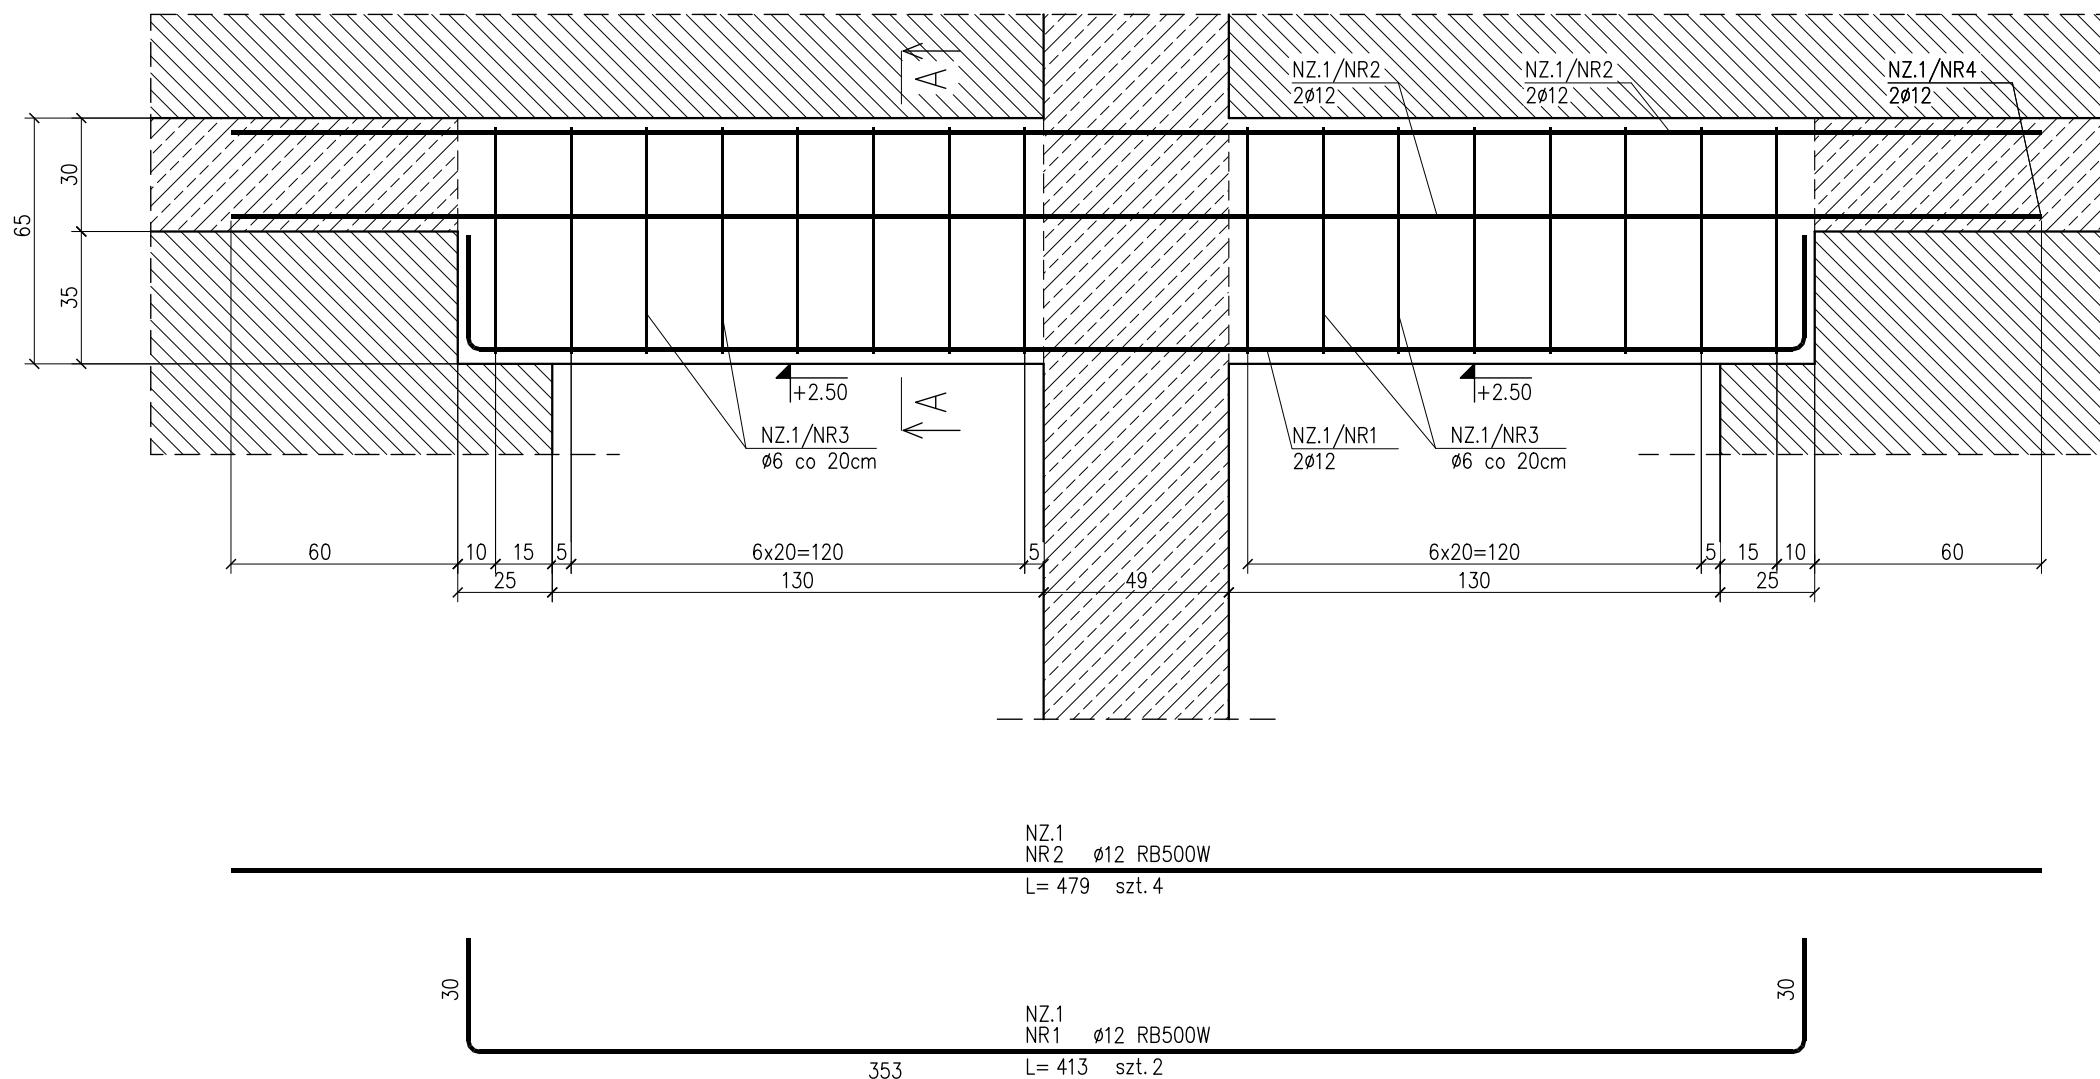 A
NZ.1/NR2
2ø12
NZ.1/NR2
2ø12
NZ.1/NR4
2ø12
30
65
35
+2.50
+2.50
A
NZ.1/NR3
ø6 co 20cm
NZ.1/NR1
2ø12
NZ.1/NR3
ø6 co 20cm
60
10
15
5
6x20=120
5
6x20=120
5
15
10
60
25
130
49
130
25
NZ.1
NR2 ø12 RB500W
L= 479 szt.4
30
30
NZ.1
NR1 ø12 RB500W
353
L= 413 szt.2